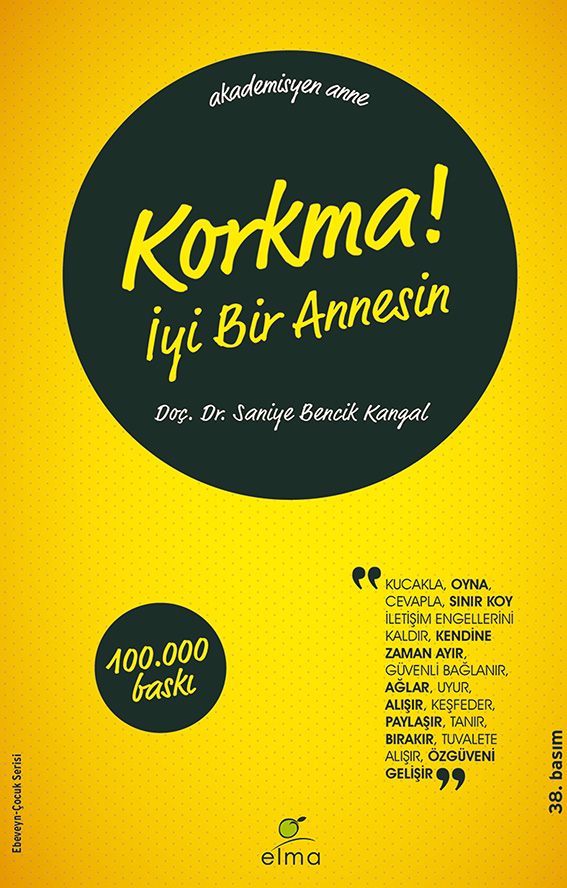 akademisyen anne
Korkma!
İyi Bir Annesin
Doç. Dr. Saniye Bencik Kangal
100.000
baskı
❜❜ KUCAKLA, OYNA,
CEVAPLA, SINIR KOY
İLETİŞİM ENGELLERİNİ
KALDIR, KENDİNE
ZAMAN AYIR,
GÜVENLİ BAĞLANIR,
AĞLAR, UYUR,
ALIŞIR, KEŞFEDER,
PAYLAŞIR, TANIR,
BIRAKIR, TUVALETE
ALIŞIR, ÖZGÜVENİ
GELİŞİR ❜❜
38. basım
Ebeveyn-Çocuk Serisi
elma